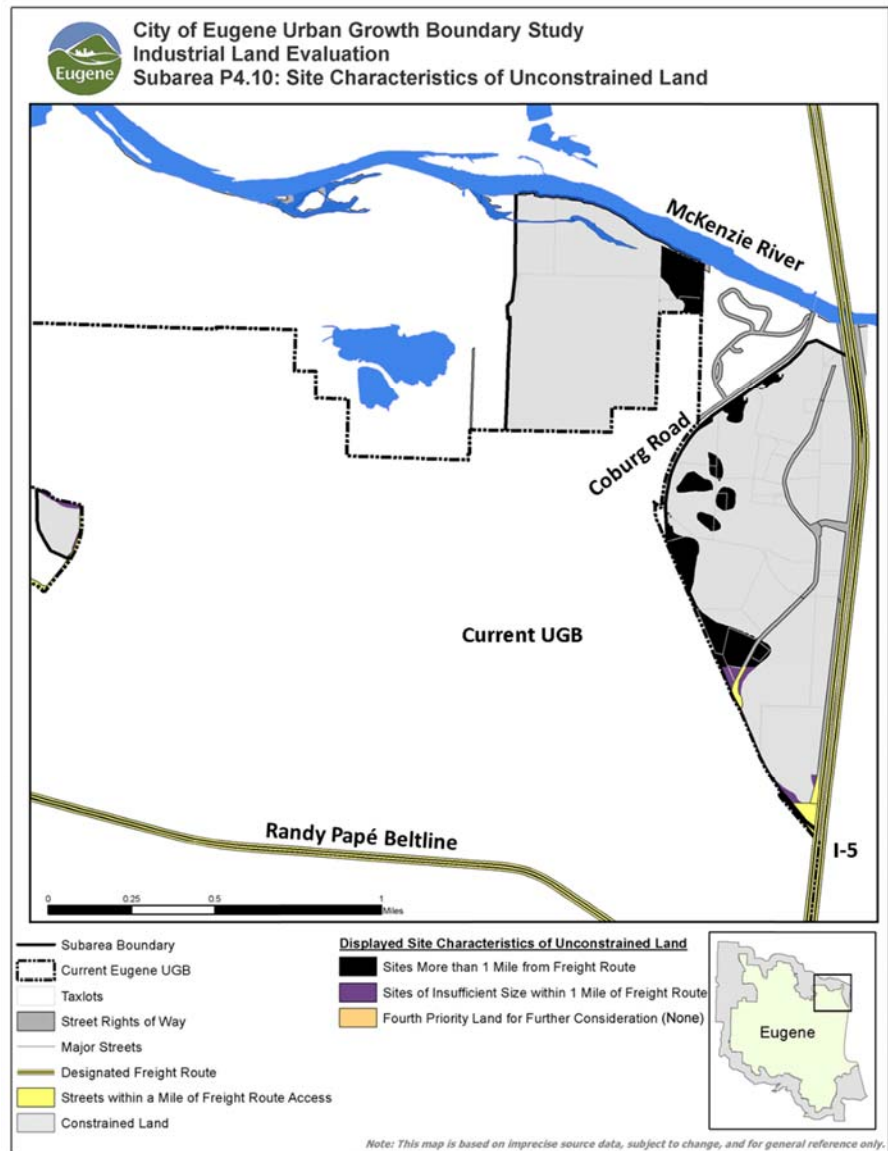 City of Eugene Urban Growth Boundary Study
Industrial Land Evaluation
Subarea P4.10: Site Characteristics of Unconstrained Land
Eugene
McKenzie River
Coburg Road
Current UGB
Randy Papé Beltline
I-5
0 0.25 0.5 1
Miles
Subarea Boundary
Current Eugene UGB
Taxlots
Street Rights of Way
Major Streets
Designated Freight Route
Streets within a Mile of Freight Route Access
Constrained Land
Displayed Site Characteristics of Unconstrained Land
Sites More than 1 Mile from Freight Route
Sites of Insufficient Size within 1 Mile of Freight Route
Fourth Priority Land for Further Consideration (None)
Eugene
Note: This map is based on imprecise source data, subject to change, and for general reference only.